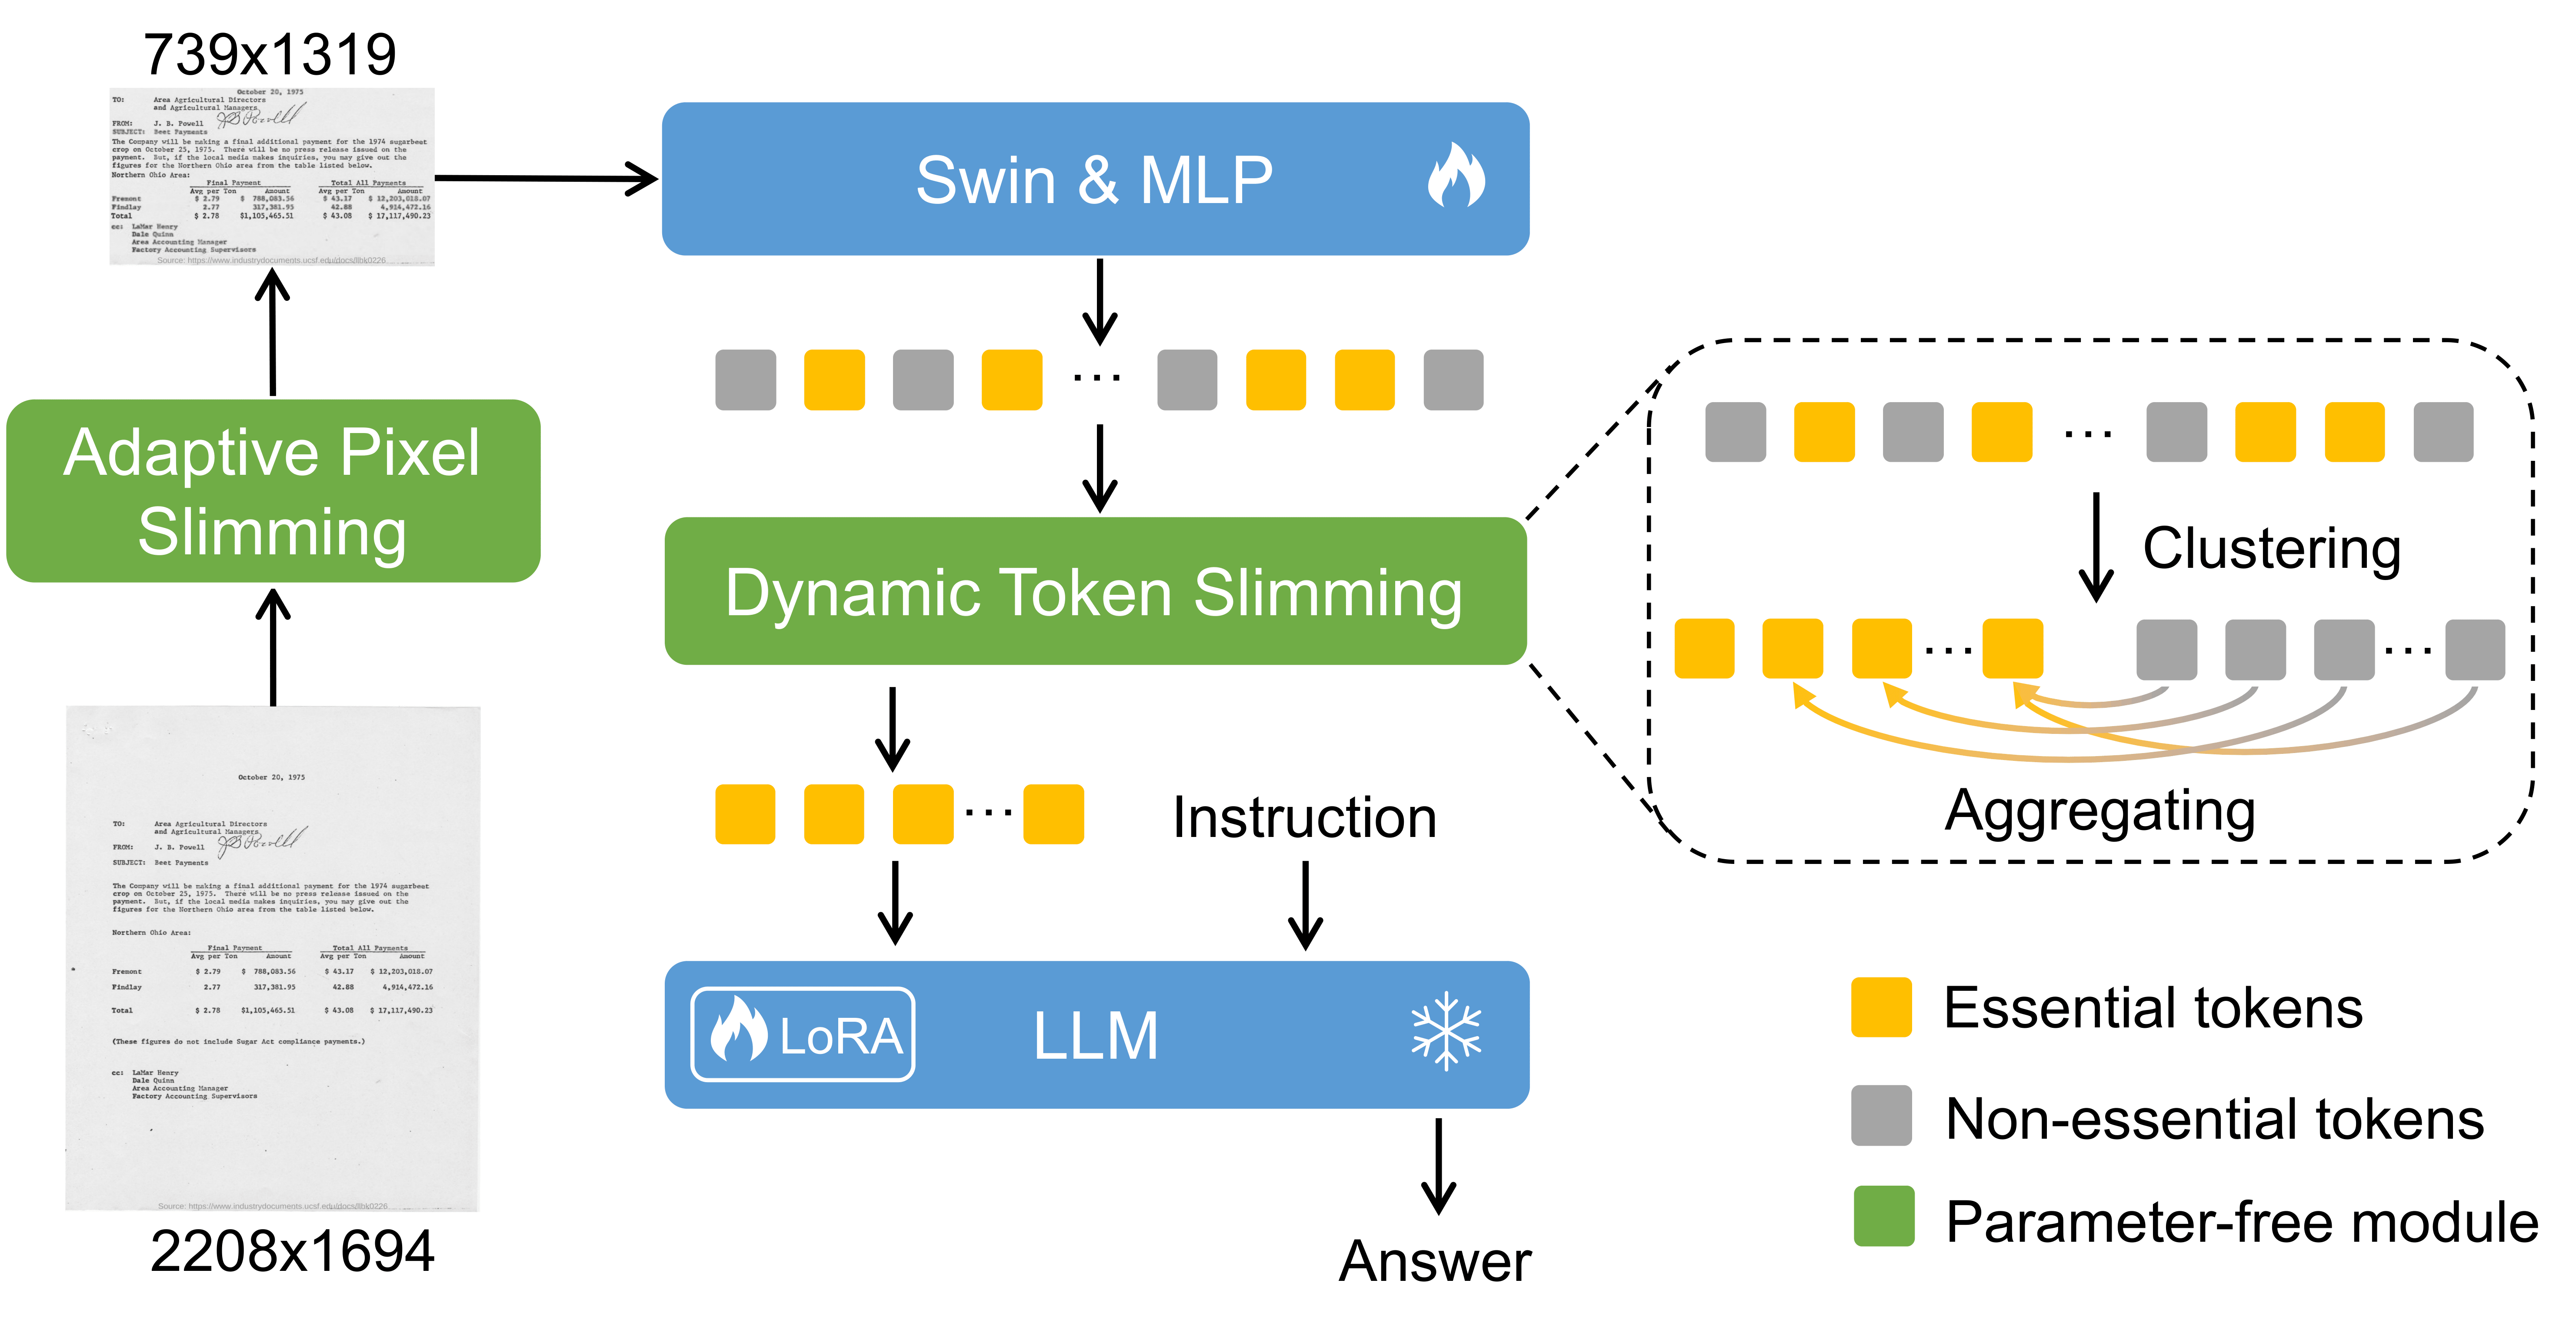 739x1319
October 20, 1975
TO: Area Agricultural Directors
and Agricultural Managers
FROM: J. B. Powell
SUBJECT: Beet Payments
The Company will be making a final additional payment for the 1974 sugarbeet
crop on October 25, 1975. There will be no press release issued on the
payment. But, if the local media makes inquiries, you may give out the
figures for the Northern Ohio area from the table listed below.
Northern Ohio Area:
Final Payment Total All Payments
Avg per Ton Amount Avg per Ton Amount
Fremont $ 2.79 $ 788,083.56 $ 43.17 $ 12,203,018.07
Findlay 2.77 317,381.95 42.88 4,914,472.16
Total $ 2.78 $1,105,465.51 $ 43.08 $ 17,117,490.23
cc: LaMar Henry
Dale Quinn
Area Accounting Manager
Factory Accounting Supervisors
Source: https://www.industrydocuments.ucsf.edu/docs/llbk0226
Adaptive Pixel
Slimming
October 20, 1975
TO: Area Agricultural Directors
and Agricultural Managers
FROM: J. B. Powell
JB Powell
SUBJECT: Beet Payments
The Company will be making a final additional payment for the 1974 sugarbeet
crop on October 25, 1975. There will be no press release issued on the
payment. But, if the local media makes inquiries, you may give out the
figures for the Northern Ohio area from the table listed below.
Northern Ohio Area:
Final Payment Total All Payments
Avg per Ton Amount Avg per Ton Amount
Fremont $ 2.79 $ 788,083.56 $ 43.17 $ 12,203,018.07
Findlay 2.77 317,381.95 42.88 4,914,472.16
Total $ 2.78 $1,105,465.51 $ 43.08 $ 17,117,490.23
(These figures do not include Sugar Act compliance payments.)
cc: LaMar Henry
Dale Quinn
Area Accounting Manager
Factory Accounting Supervisors
Source: https://www.industrydocuments.ucsf.edu/docs/llbk0226
2208x1694
Swin & MLP
...
Dynamic Token Slimming
...
Instruction
LoRA LLM
Answer
...
Clustering
... ...
Aggregating
Essential tokens
Non-essential tokens
Parameter-free module